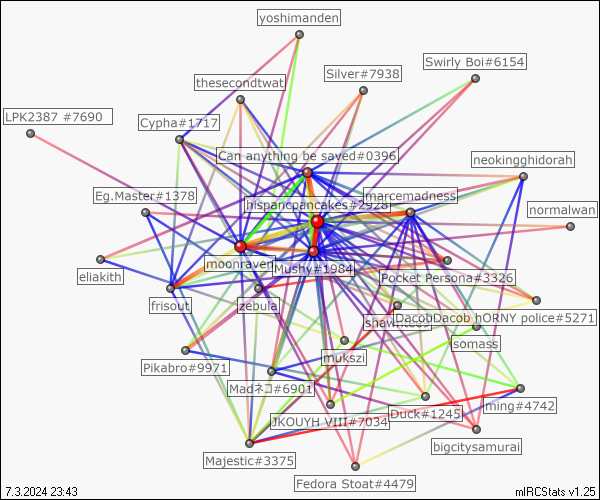 yoshimanden
Swirly Boi#6154
Silver#7938
thesecondtwat
LPK2387 #7690
Cypha#1717
Can anything be saved#0396
neokingghidorah
Eg.Master#1378
marcemadness
hispanicpancakes#2928
normalwan
moonraven
Mushy#1984
eliakith
Pocket Persona#3326
frisout
zebula
DacobDacob hORNY police#5271
somass
mukszi
Pikabro#9971
Madネコ#6901
ming#4742
Duck#1245
JKOUYH VIII#7034
bigcitysamurai
Majestic#3375
Fedora Stoat#4479
7.3.2024 23:43
mIRCStats v1.25